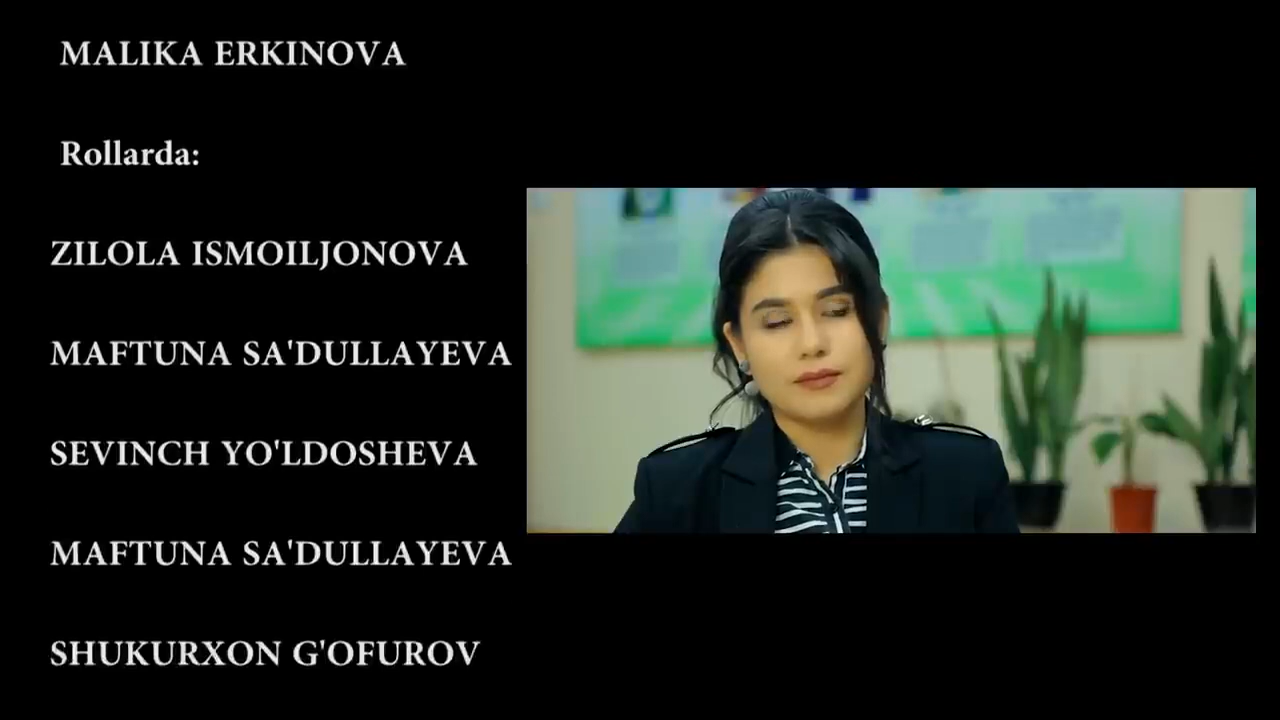 MALIKA ERKINOVA
Rollarda:
ZILOLA ISMOILJONOVA
MAFTUNA SA'DULLAYEVA
SEVINCH YO'LDOSHEVA
MAFTUNA SA'DULLAYEVA
SHUKURXON G'OFUROV